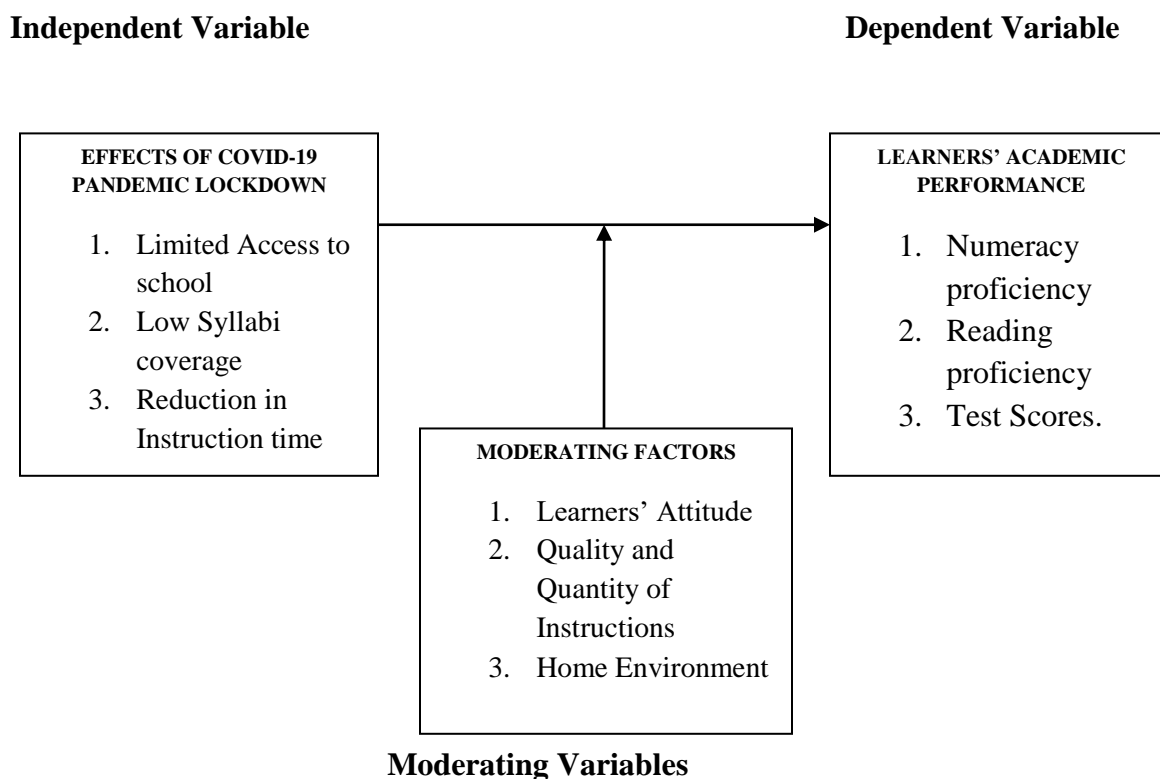 Independent Variable
Dependent Variable
EFFECTS OF COVID-19
PANDEMIC LOCKDOWN
1. Limited Access to
school
2. Low Syllabi
coverage
3. Reduction in
Instruction time
LEARNERS’ ACADEMIC
PERFORMANCE
1. Numeracy
proficiency
2. Reading
proficiency
3. Test Scores.
MODERATING FACTORS
1. Learners’ Attitude
2. Quality and
Quantity of
Instructions
3. Home Environment
Moderating Variables